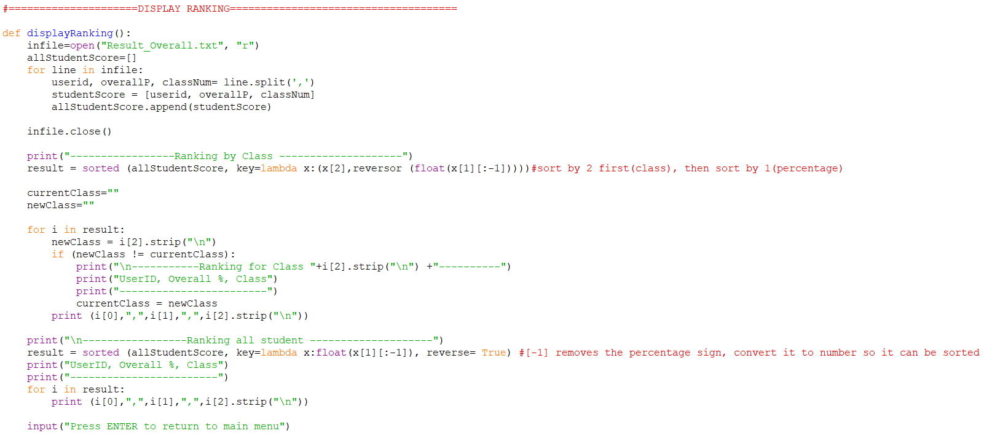 #=====================DISPLAY RANKING=====================================
def displayRanking():
    infile=open("Result_Overall.txt", "r")
    allStudentScore=[]
    for line in infile:
        userid, overallP, classNum= line.split(',')
        studentScore = [userid, overallP, classNum]
        allStudentScore.append(studentScore)
    infile.close()
    print("-----------------Ranking by Class --------------------")
    result = sorted (allStudentScore, key=lambda x:(x[2],reversor (float(x[1][:-1]))))#sort by 2 first(class), then sort by 1(percentage)
    currentClass=""
    newClass=""
    for i in result:
        newClass = i[2].strip("\n")
        if (newClass != currentClass):
            print("\n-----------Ranking for Class "+i[2].strip("\n") +"----------")
            print("UserID, Overall %, Class")
            print("------------------------")
            currentClass = newClass
        print (i[0],",",i[1],",",i[2].strip("\n"))
    print("\n-----------------Ranking all student --------------------")
    result = sorted (allStudentScore, key=lambda x:float(x[1][:-1]), reverse= True) #[-1] removes the percentage sign, convert it to number so it can be sorted
    print("UserID, Overall %, Class")
    print("------------------------")
    for i in result:
        print (i[0],",",i[1],",",i[2].strip("\n"))
    input("Press ENTER to return to main menu")